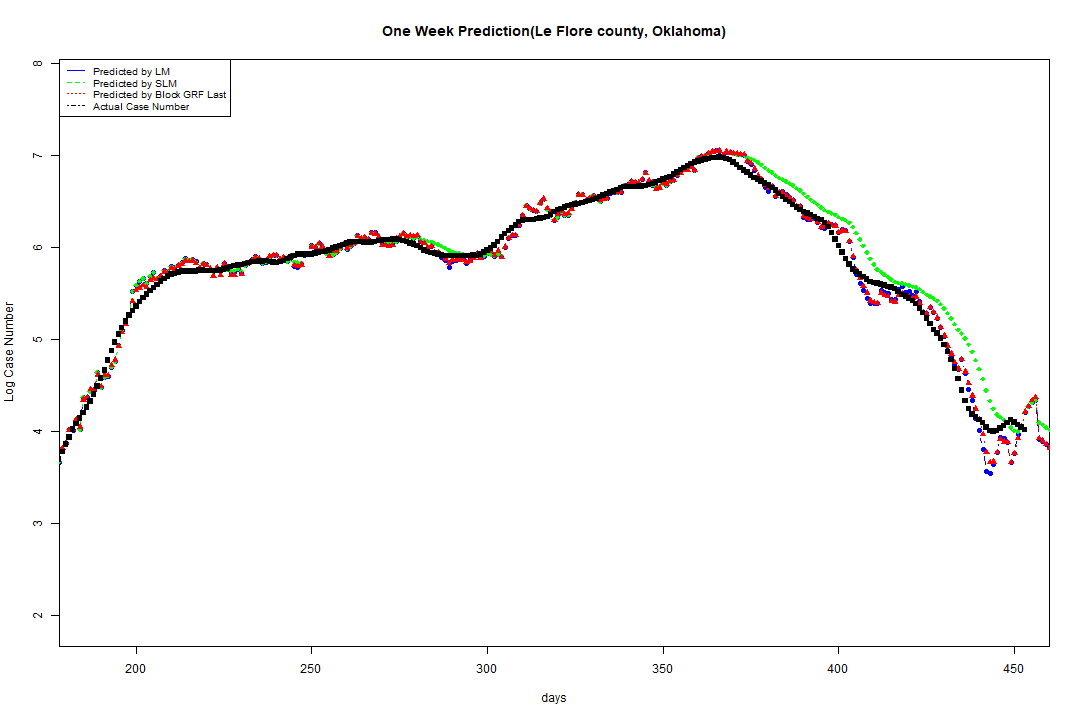 One Week Prediction(Le Flore county, Oklahoma)
Predicted by LM
Predicted by SLM
Predicted by Block GRF Last
Actual Case Number
8
7
6
5
4
3
2
Log Case Number
200 250 300 350 400 450
days